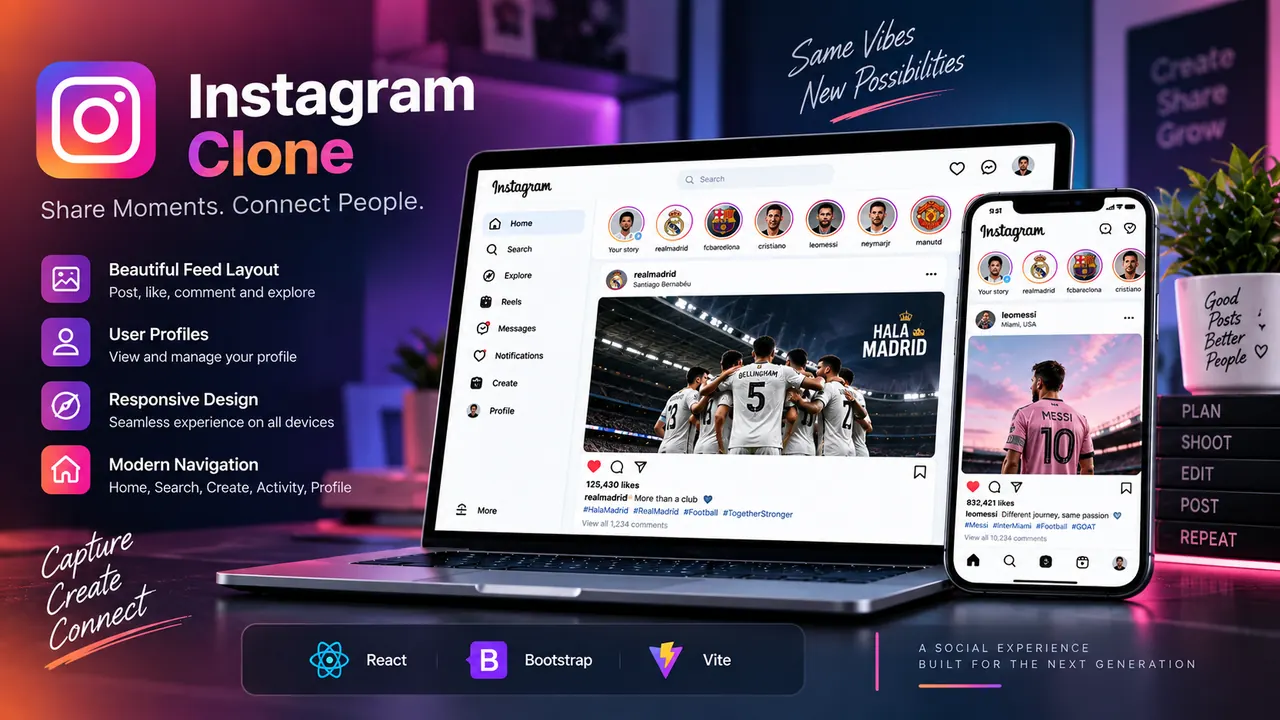 Instagram
Clone
Share Moments. Connect People.
Beautiful Feed Layout
Post, like, comment and explore
User Profiles
View and manage your profile
Responsive Design
Seamless experience on all devices
Modern Navigation
Home, Search, Create, Activity, Profile
Capture
Create
Connect
Same Vibes
New Possibilities
Create
Share
Grow
Instagram
Search
Home
Search
Explore
Reels
Messages
Notifications
Create
Profile
More
Your story
realmadrid
fcbarcelona
cristiano
leomessi
neymarjr
manutd
realmadrid
Santiago Bernabéu
HALA
MADRID
BELLINGHAM
5
125,430 likes
realmadrid More than a club
#HalaMadrid #RealMadrid #Football #TogetherStronger
View all 1,234 comments
9:51
Instagram
Your story
realmadrid
fcbarcelona
cristiano
leomessi
Miami, USA
MESSI
10
832,421 likes
leomessi Different journey, same passion
#Messi #InterMiami #Football #GOAT
View all 10,234 comments
Good
Posts
Better
People
PLAN
SHOOT
EDIT
POST
REPEAT
React
B
Bootstrap
Vite
A SOCIAL EXPERIENCE
BUILT FOR THE NEXT GENERATION